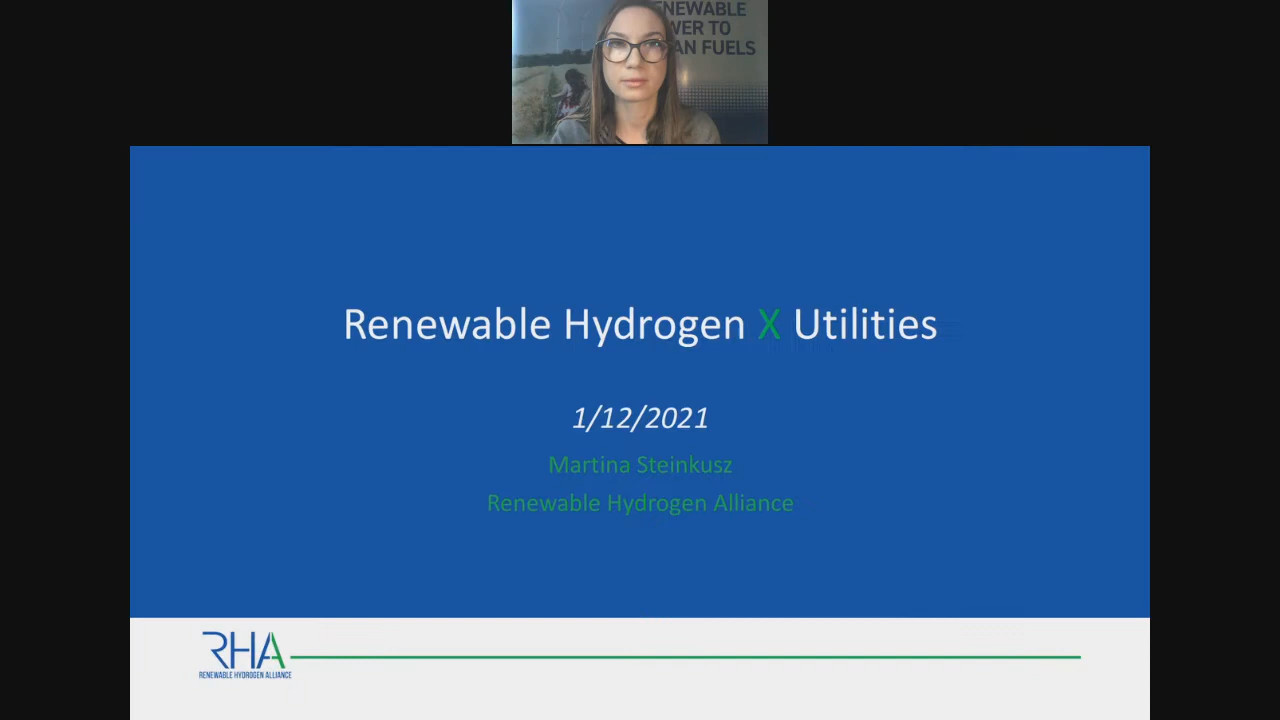 ENEWABLE
WER TO
AN FUELS
Renewable Hydrogen X Utilities
1/12/2021
Martina Steinkusz
Renewable Hydrogen Alliance
RHA
RENEWABLE HYDROGEN ALLIANCE